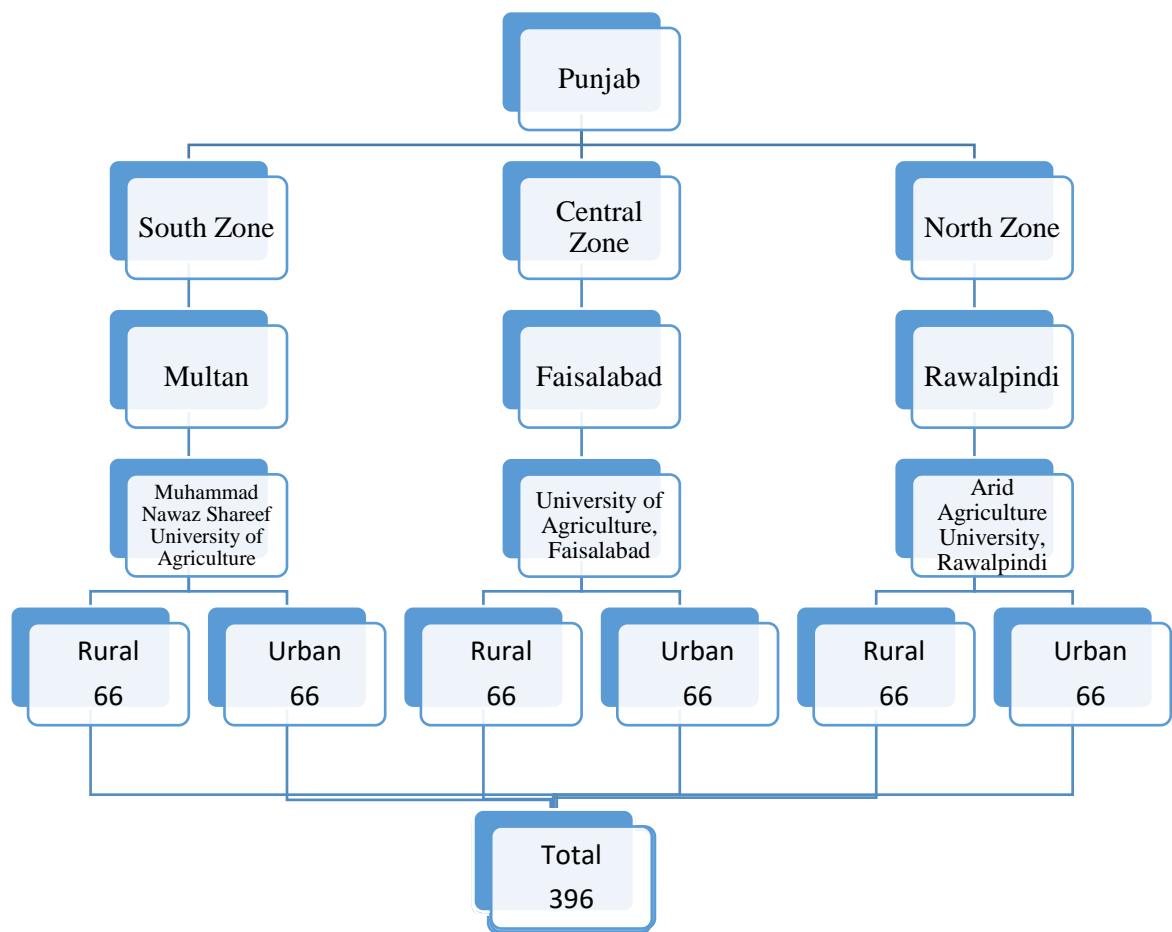 Punjab
South Zone
Central
Zone
North Zone
Multan
Faisalabad
Rawalpindi
Muhammad
Nawaz Shareef
University of
Agriculture
University of
Agriculture,
Faisalabad
Arid
Agriculture
University,
Rawalpindi
Rural
66
Urban
66
Rural
66
Urban
66
Rural
66
Urban
66
Total
396